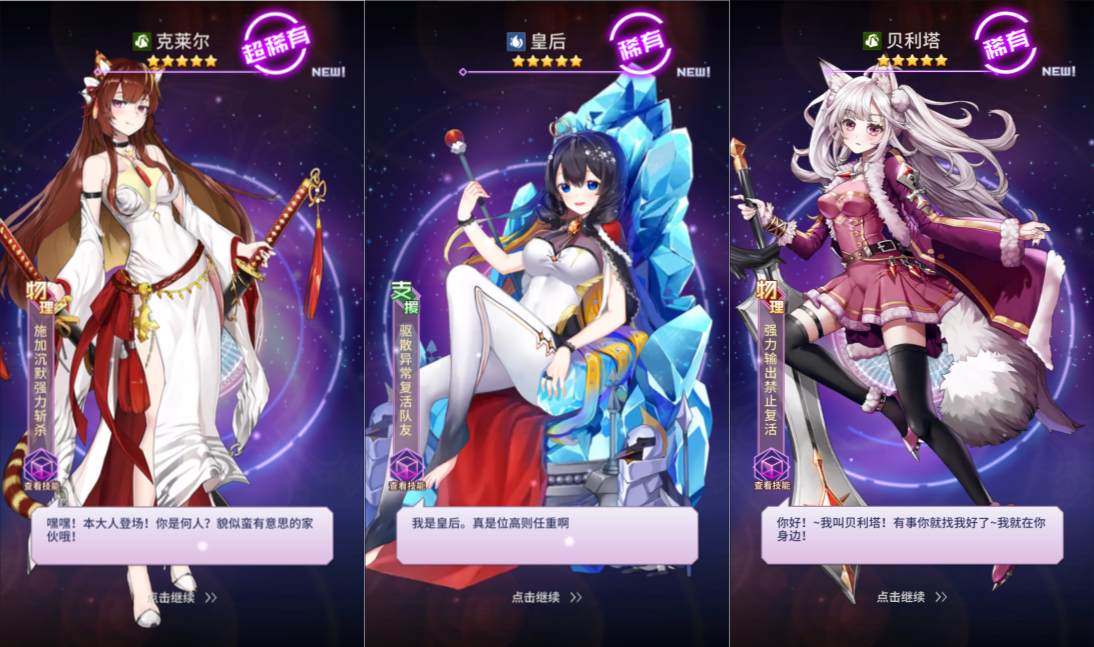 克莱尔
超稀有
NEW!
物理
施加沉默强力斩杀
查看技能
嘿嘿！本大人登场！你是何人？貌似蛮有意思的家
伙哦！
点击继续 >>
皇后
稀有
NEW!
支援
驱散异常复活队友
查看技能
我是皇后。真是位高则任重啊
点击继续 >>
贝利塔
稀有
NEW!
物理
强力输出禁止复活
查看技能
你好！~我叫贝利塔！有事你就找我好了~我就在你
身边！
点击继续 >>